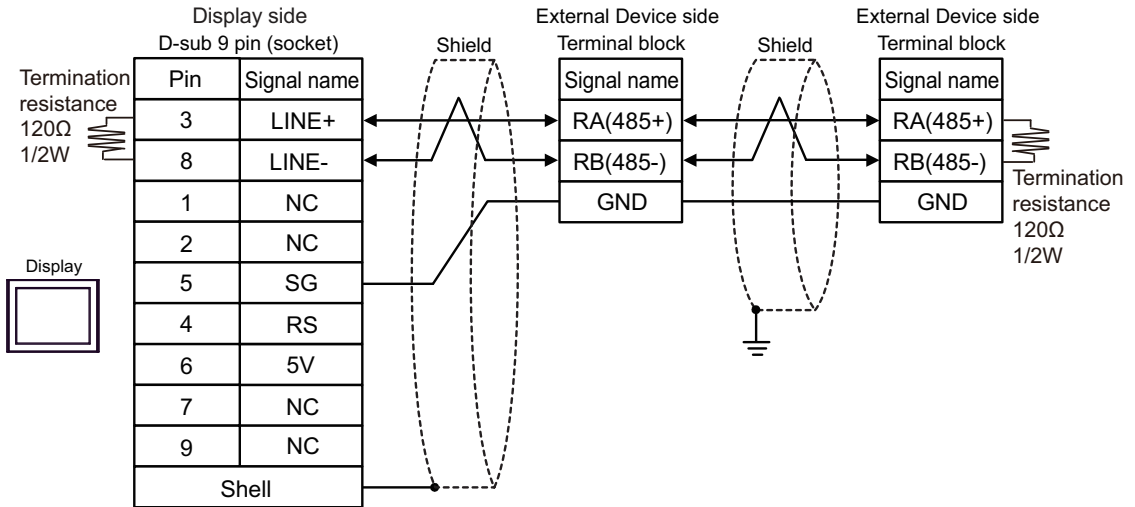 Display side
D-sub 9 pin (socket)
Shield
External Device side
Terminal block
Shield
External Device side
Terminal block
Termination
resistance
120Ω
1/2W
Pin Signal name
3 LINE+
8 LINE-
1 NC
2 NC
5 SG
4 RS
6 5V
7 NC
9 NC
Shell
Display
Signal name
RA(485+)
RB(485-)
GND
Signal name
RA(485+)
RB(485-)
GND
Termination
resistance
120Ω
1/2W